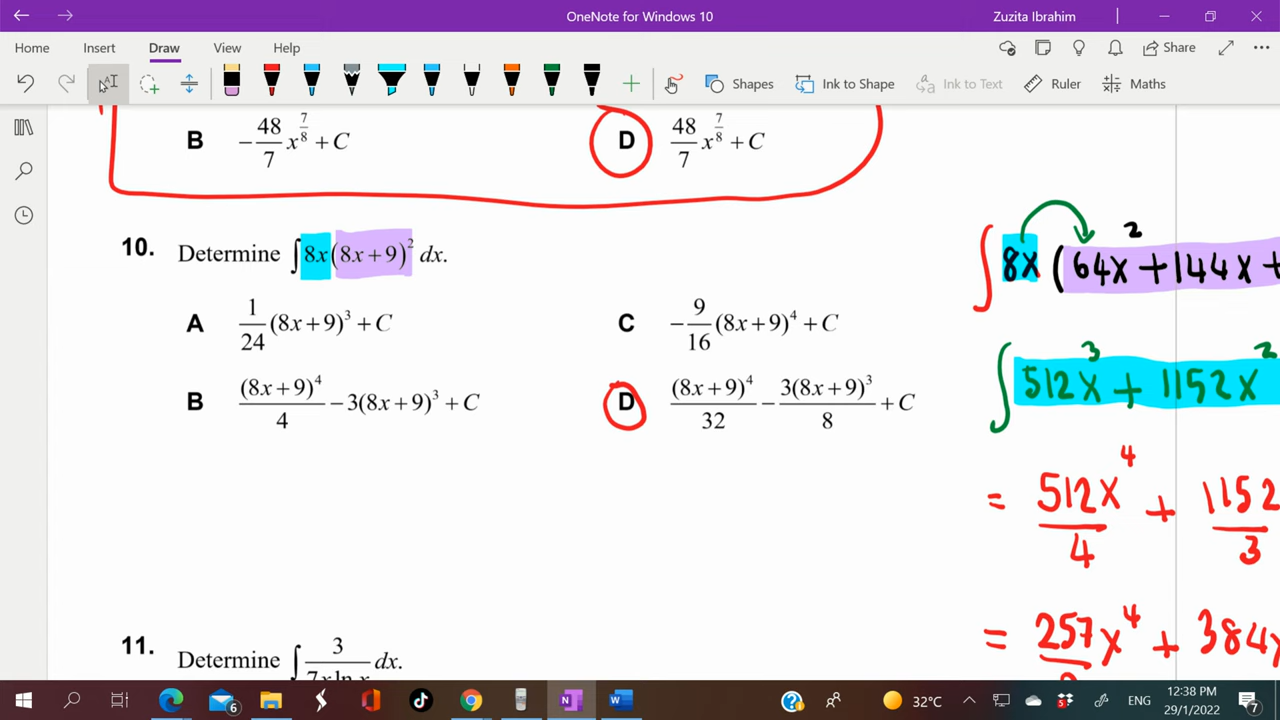 OneNote for Windows 10
Zuzita Ibrahim
Home Insert Draw View Help
Share
Shapes Ink to Shape Ink to Text Ruler Maths
B -48/7 x^(7/8) + C
D 48/7 x^(7/8) + C
10. Determine ∫8x(8x+9)² dx.
A 1/24 (8x+9)³ + C
C -9/16 (8x+9)⁴ + C
B (8x+9)⁴/4 - 3(8x+9)³ + C
D (8x+9)⁴/32 - 3(8x+9)³/8 + C
∫8x(64x² + 144x +
∫512x³ + 1152x²
= 512x⁴/4 + 1152/3
= 257x⁴ + 384x
11. Determine ∫3/(7x ln x) dx.
6
32°C
5
ENG
12:38 PM
29/1/2022
7